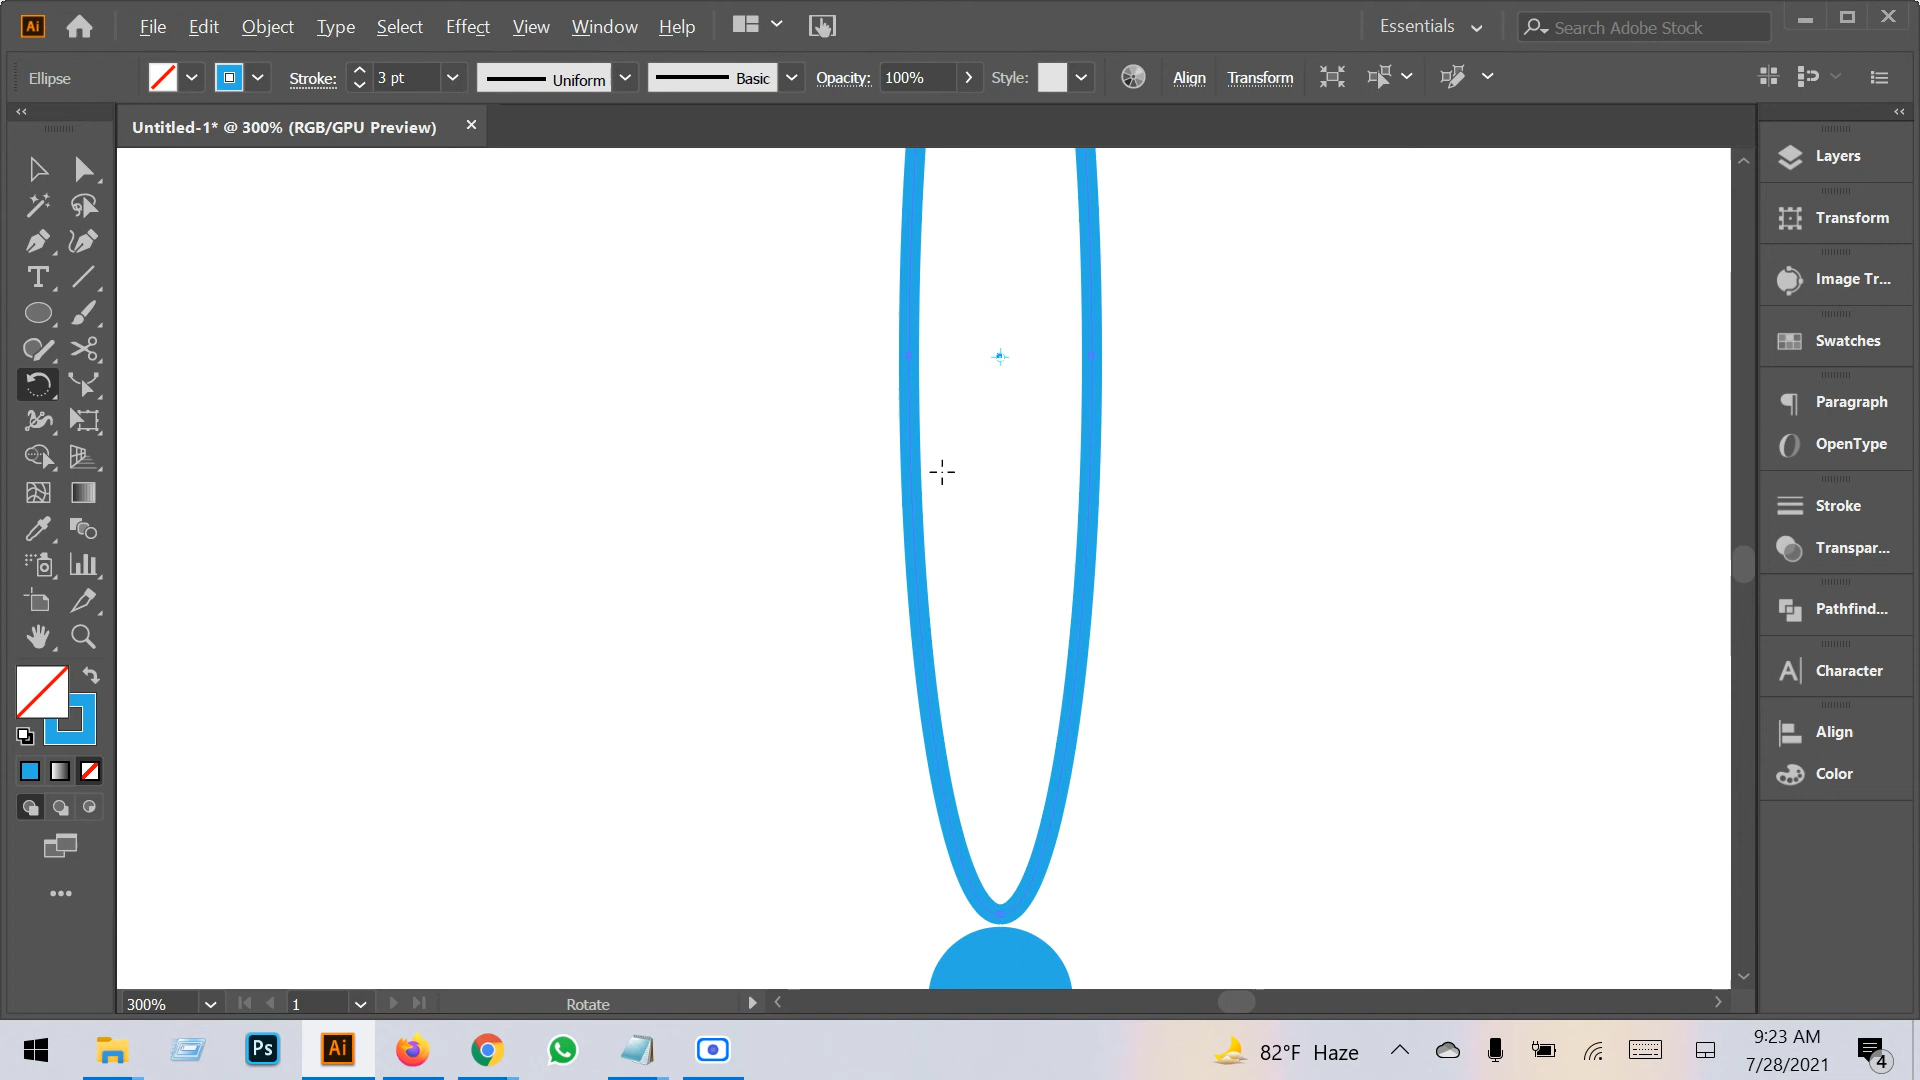 Ai File Edit Object Type Select Effect View Window Help Essentials Search Adobe Stock
Ellipse Stroke: 3 pt Uniform Basic Opacity: 100% Style: Align Transform
Untitled-1* @ 300% (RGB/GPU Preview)
Layers
Transform
Image Tr...
Swatches
Paragraph
OpenType
Stroke
Transpar...
Pathfind...
Character
Align
Color
300% 1 Rotate
Ps Ai 82°F Haze 9:23 AM
7/28/2021 4